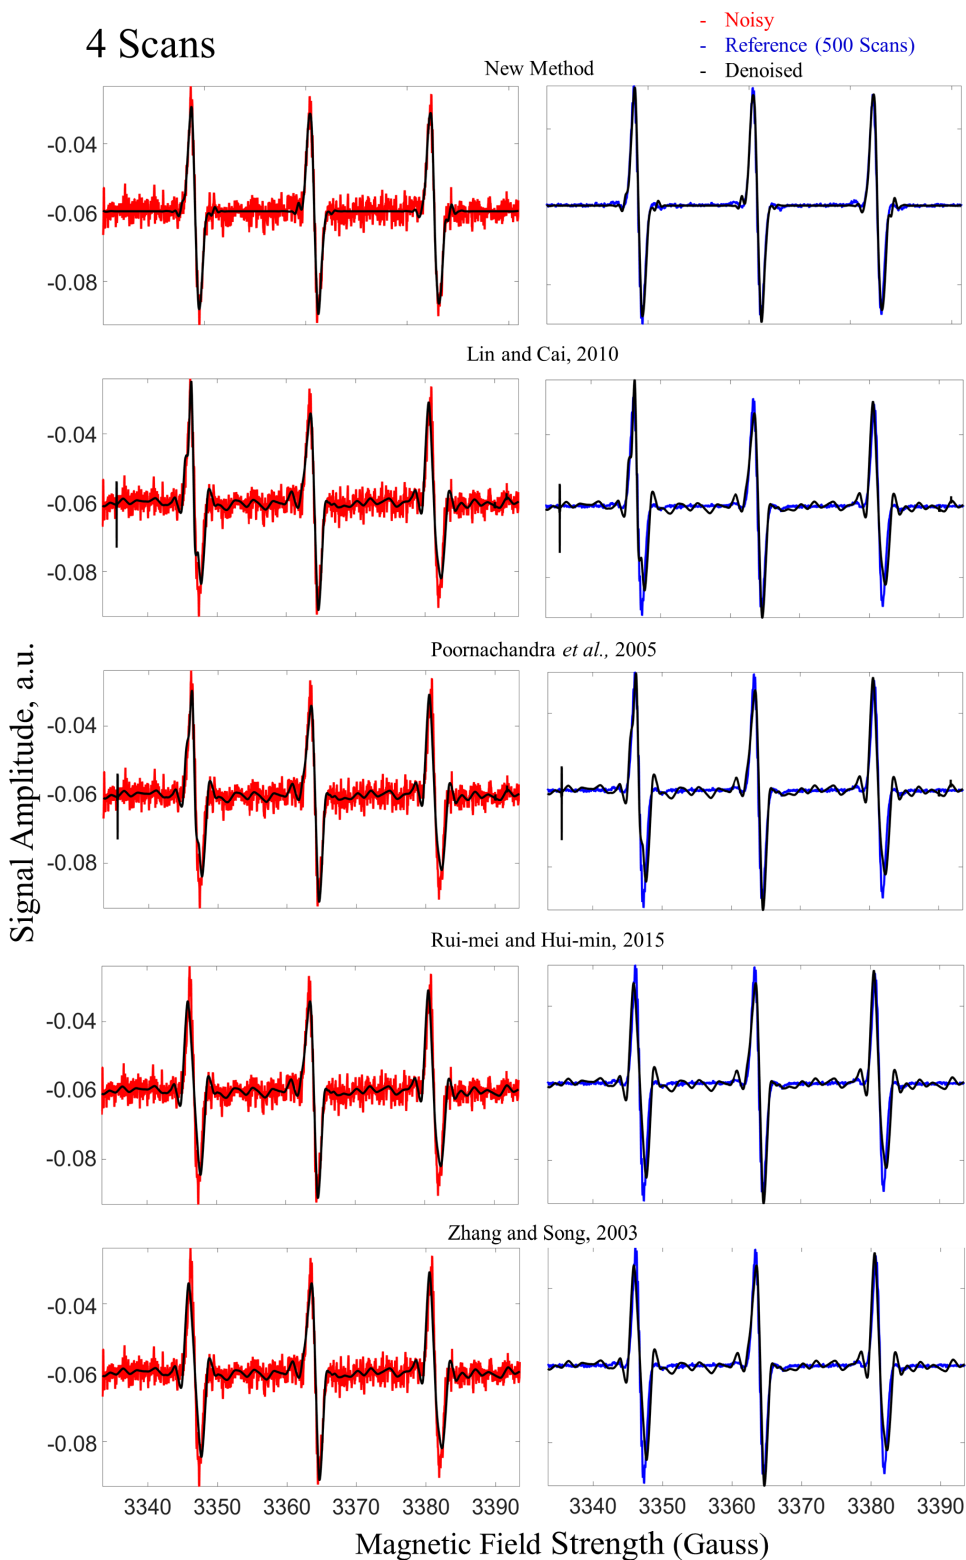 4 Scans
- Noisy
- Reference (500 Scans)
- Denoised
New Method
-0.04
-0.06
-0.08
Lin and Cai, 2010
-0.04
-0.06
-0.08
Poornachandra et al., 2005
-0.04
-0.06
-0.08
Rui-mei and Hui-min, 2015
-0.04
-0.06
-0.08
Zhang and Song, 2003
-0.04
-0.06
-0.08
3340 3350 3360 3370 3380 3390 3340 3350 3360 3370 3380 3390
Signal Amplitude, a.u.
Magnetic Field Strength (Gauss)